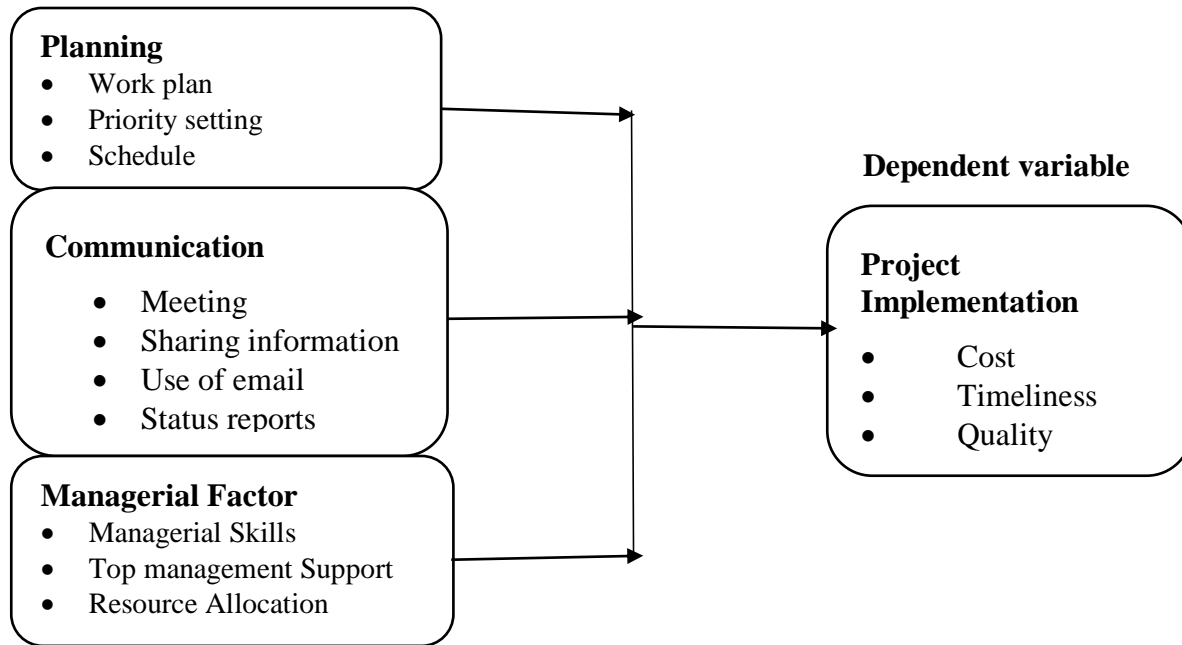 Planning
• Work plan
• Priority setting
• Schedule
Communication
• Meeting
• Sharing information
• Use of email
• Status reports
Managerial Factor
• Managerial Skills
• Top management Support
• Resource Allocation
Dependent variable
Project
Implementation
• Cost
• Timeliness
• Quality